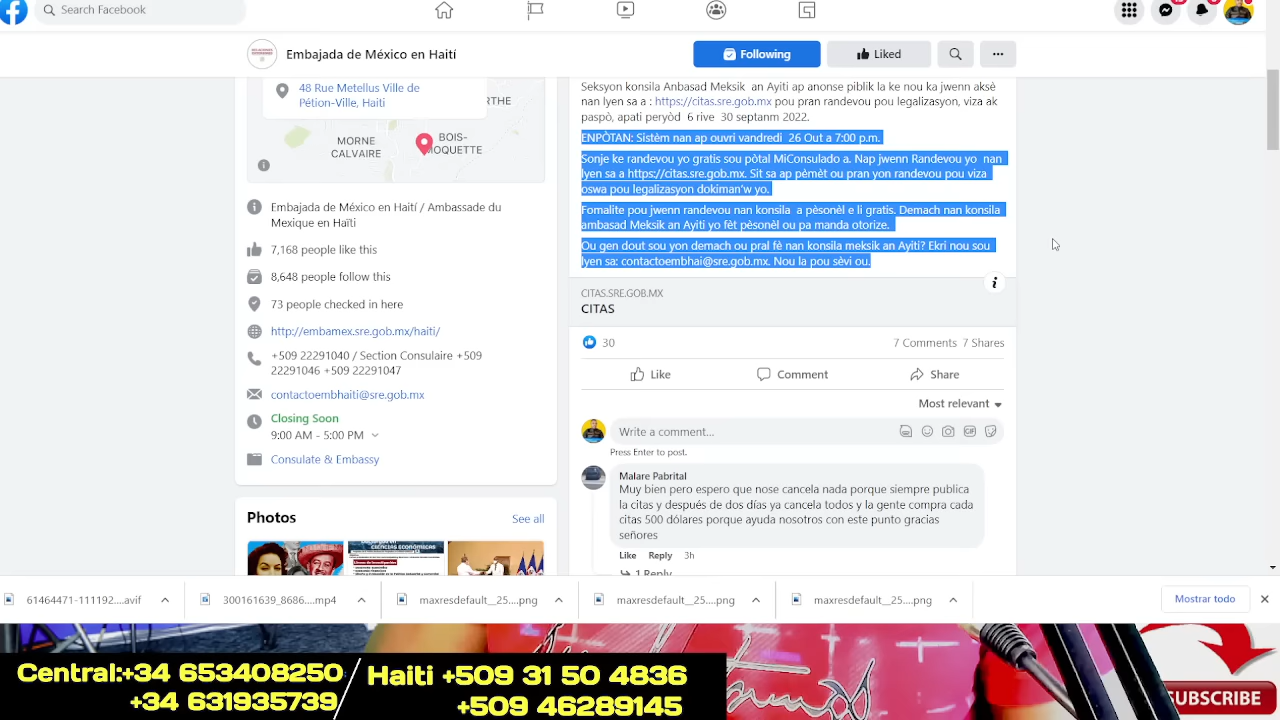 Search Facebook
Embajada de México en Haití
Following
Liked
48 Rue Metellus Ville de
Pétion-Ville, Haiti
MORNE
CALVAIRE
BOIS-
MOQUETTE
Embajada de México en Haití / Ambassade du
Mexique en Haïti
7,168 people like this
8,648 people follow this
73 people checked in here
http://embamex.sre.gob.mx/haiti/
+509 22291040 / Section Consulaire +509
22291046 +509 22291047
contactoembhaiti@sre.gob.mx
Closing Soon
9:00 AM - 5:00 PM
Consulate & Embassy
Photos
See all
Seksyon konsila Anbasad Meksik an Ayiti ap anonse piblik la ke nou ka jwenn aksè
nan lyen sa a : https://citas.sre.gob.mx pou pran randevou pou legalizasyon, viza ak
paspò, apati peryòd 6 rive 30 septanm 2022.
ENPÒTAN: Sistèm nan ap ouvri vandredi 26 Out a 7:00 p.m.
Sonje ke randevou yo gratis sou pòtal MiConsulado a. Nap jwenn Randevou yo nan
lyen sa a https://citas.sre.gob.mx. Sit sa ap pèmèt ou pran yon randevou pou viza
oswa pou legalizasyon dokiman'w yo.
Fomalite pou jwenn randevou nan konsila a pèsonèl e li gratis. Demach nan konsila
ambasad Meksik an Ayiti yo fèt pèsonèl ou pa manda otorize.
Ou gen dout sou yon demach ou pral fè nan konsila meksik an Ayiti? Ekri nou sou
lyen sa: contactoembhai@sre.gob.mx. Nou la pou sèvi ou.
CITAS.SRE.GOB.MX
CITAS
30
7 Comments 7 Shares
Like
Comment
Share
Most relevant
Write a comment...
Press Enter to post.
Malare Pabrital
Muy bien pero espero que nose cancela nada porque siempre publica
la citas y después de dos días ya cancela todos y la gente compra cada
citas 500 dólares porque ayuda nosotros con este punto gracias
señores
Like Reply 3h
1 Reply
61464471-111192....avif
300161639_8686....mp4
maxresdefault__25....png
maxresdefault__25....png
maxresdefault__25....png
Mostrar todo
Central:+34 653408250
+34 631935739
Haiti +509 31 50 4836
+509 46289145
SUBSCRIBE